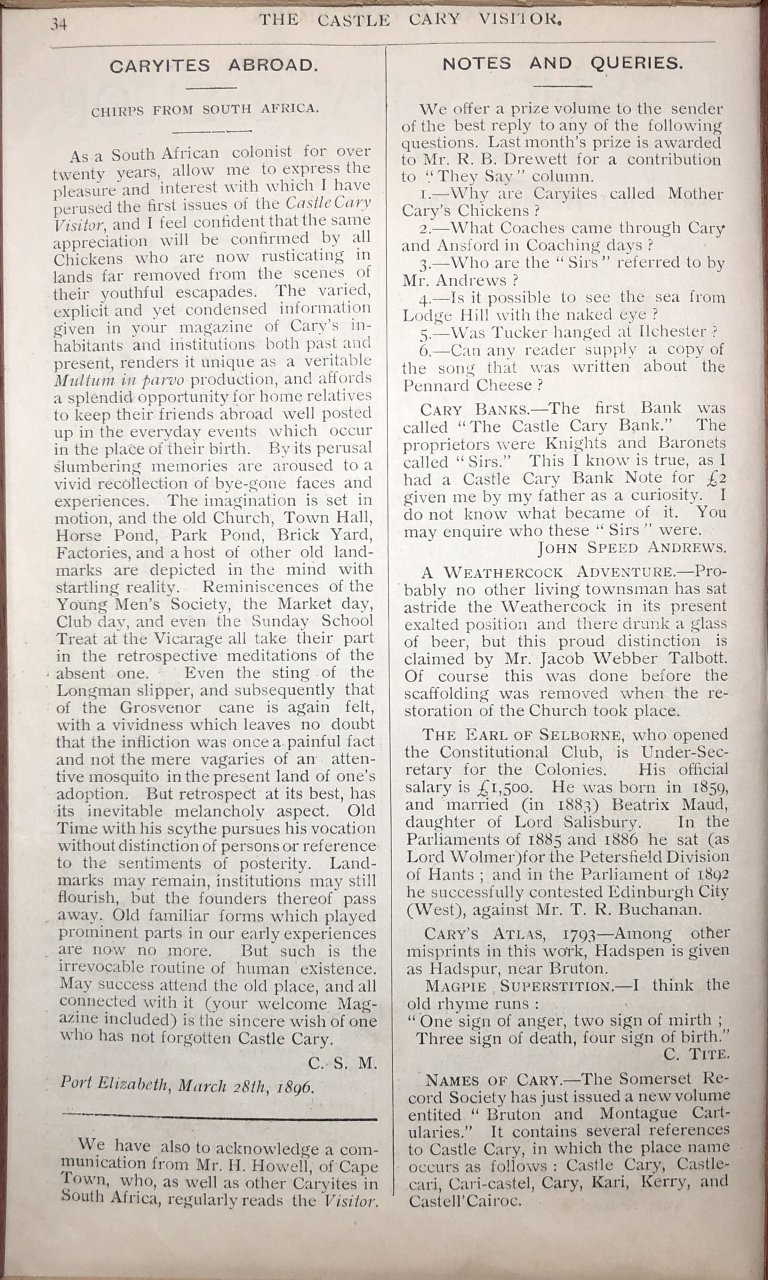 34
THE CASTLE CARY VISITOR.
CARYITES ABROAD.
CHIRPS FROM SOUTH AFRICA.
As a South African colonist for over
twenty years, allow me to express the
pleasure and interest with which I have
perused the first issues of the Castle Cary
Visitor, and I feel confident that the same
appreciation will be confirmed by all
Chickens who are now rusticating in
lands far removed from the scenes of
their youthful escapades. The varied,
explicit and yet condensed information
given in your magazine of Cary's in-
habitants and institutions both past and
present, renders it unique as a veritable
Multum in parvo production, and affords
a splendid opportunity for home relatives
to keep their friends abroad well posted
up in the everyday events which occur
in the place of their birth. By its perusal
slumbering memories are aroused to a
vivid recollection of bye-gone faces and
experiences. The imagination is set in
motion, and the old Church, Town Hall,
Horse Pond, Park Pond, Brick Yard,
Factories, and a host of other old land-
marks are depicted in the mind with
startling reality. Reminiscences of the
Young Men's Society, the Market day,
Club day, and even the Sunday School
Treat at the Vicarage all take their part
in the retrospective meditations of the
absent one. Even the sting of the
Longman slipper, and subsequently that
of the Grosvenor cane is again felt,
with a vividness which leaves no doubt
that the infliction was once a painful fact
and not the mere vagaries of an atten-
tive mosquito in the present land of one's
adoption. But retrospect at its best, has
its inevitable melancholy aspect. Old
Time with his scythe pursues his vocation
without distinction of persons or reference
to the sentiments of posterity. Land-
marks may remain, institutions may still
flourish, but the founders thereof pass
away. Old familiar forms which played
prominent parts in our early experiences
are now no more. But such is the
irrevocable routine of human existence.
May success attend the old place, and all
connected with it (your welcome Mag-
azine included) is the sincere wish of one
who has not forgotten Castle Cary.
C. S. M.
Port Elizabeth, March 28th, 1896.
We have also to acknowledge a com-
munication from Mr. H. Howell, of Cape
Town, who, as well as other Caryites in
South Africa, regularly reads the Visitor.
NOTES AND QUERIES.
We offer a prize volume to the sender
of the best reply to any of the following
questions. Last month's prize is awarded
to Mr. R. B. Drewett for a contribution
to "They Say" column.
1.—Why are Caryites called Mother
Cary's Chickens ?
2.—What Coaches came through Cary
and Ansford in Coaching days ?
3.—Who are the "Sirs" referred to by
Mr. Andrews ?
4.—Is it possible to see the sea from
Lodge Hill with the naked eye ?
5.—Was Tucker hanged at Ilchester ?
6.—Can any reader supply a copy of
the song that was written about the
Pennard Cheese ?
CARY BANKS.—The first Bank was
called "The Castle Cary Bank." The
proprietors were Knights and Baronets
called "Sirs." This I know is true, as I
had a Castle Cary Bank Note for £2
given me by my father as a curiosity. I
do not know what became of it. You
may enquire who these "Sirs" were.
JOHN SPEED ANDREWS.
A WEATHERCOCK ADVENTURE.—Pro-
bably no other living townsman has sat
astride the Weathercock in its present
exalted position and there drunk a glass
of beer, but this proud distinction is
claimed by Mr. Jacob Webber Talbott.
Of course this was done before the
scaffolding was removed when the re-
storation of the Church took place.
THE EARL OF SELBORNE, who opened
the Constitutional Club, is Under-Sec-
retary for the Colonies. His official
salary is £1,500. He was born in 1859,
and married (in 1883) Beatrix Maud,
daughter of Lord Salisbury. In the
Parliaments of 1885 and 1886 he sat (as
Lord Wolmer)for the Petersfield Division
of Hants ; and in the Parliament of 1892
he successfully contested Edinburgh City
(West), against Mr. T. R. Buchanan.
CARY'S ATLAS, 1793—Among other
misprints in this work, Hadspen is given
as Hadspur, near Bruton.
MAGPIE SUPERSTITION.—I think the
old rhyme runs :
"One sign of anger, two sign of mirth ;
Three sign of death, four sign of birth."
C. TITE.
NAMES OF CARY.—The Somerset Re-
cord Society has just issued a new volume
entited "Bruton and Montague Cart-
ularies." It contains several references
to Castle Cary, in which the place name
occurs as follows : Castle Cary, Castle-
cari, Cari-castel, Cary, Kari, Kerry, and
Castell'Cairoc.